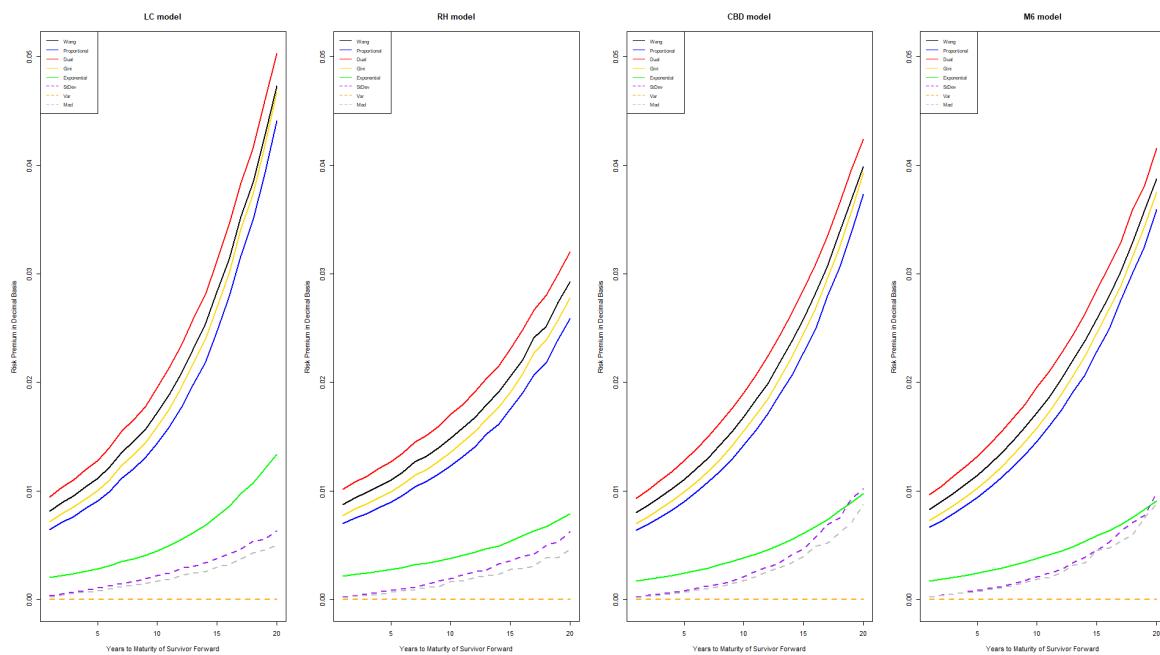 LC model
Risk Premium in Decimal Basis
0.00
0.01
0.02
0.03
0.04
0.05
Wang
Proportional
Dual
Gini
Exponential
StDev
Var
Mad
5
10
15
20
Years to Maturity of Survivor Forward
RH model
Risk Premium in Decimal Basis
0.00
0.01
0.02
0.03
0.04
0.05
Wang
Proportional
Dual
Gini
Exponential
StDev
Var
Mad
5
10
15
20
Years to Maturity of Survivor Forward
CBD model
Risk Premium in Decimal Basis
0.00
0.01
0.02
0.03
0.04
0.05
Wang
Proportional
Dual
Gini
Exponential
StDev
Var
Mad
5
10
15
20
Years to Maturity of Survivor Forward
M6 model
Risk Premium in Decimal Basis
0.00
0.01
0.02
0.03
0.04
0.05
Wang
Proportional
Dual
Gini
Exponential
StDev
Var
Mad
5
10
15
20
Years to Maturity of Survivor Forward